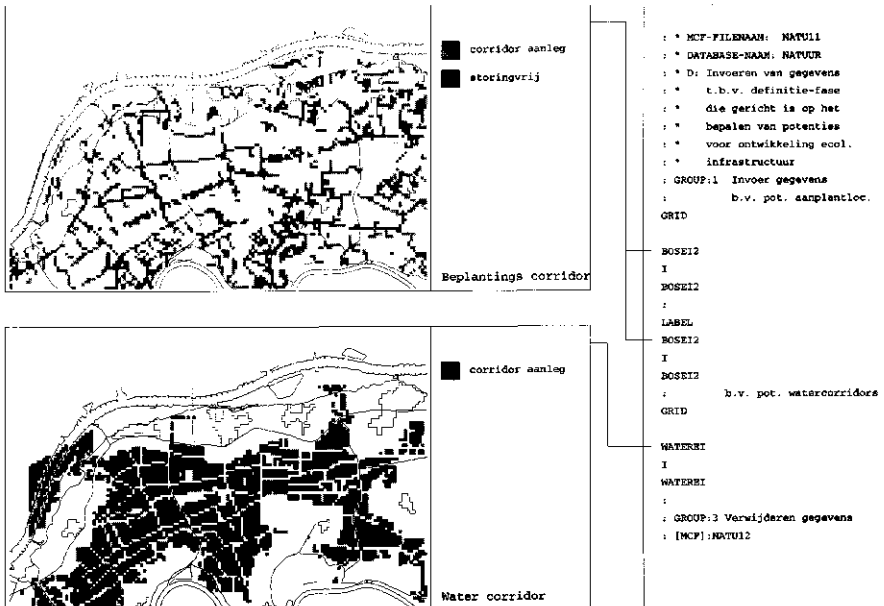 corridor aanleg
storingvrij
Beplantings corridor
corridor aanleg
Water corridor
: * MCF-FILENAAM: NATU11
: * DATABASE-NAAM: NATUUR
: * D: Invoeren van gegevens
: * t.b.v. definitie-fase
: * die gericht is op het
: * bepalen van potenties
: * voor ontwikkeling ecol.
: * infrastructuur
: GROUP:1 Invoer gegevens
: b.v. pot. aanplantloc.
GRID
BOSEI2
I
BOSEI2
:
LABEL
BOSEI2
I
BOSEI2
: b.v. pot. watercorridors
GRID
WATEREI
I
WATEREI
:
: GROUP:3 Verwijderen gegevens
: [MCF]:NATU12